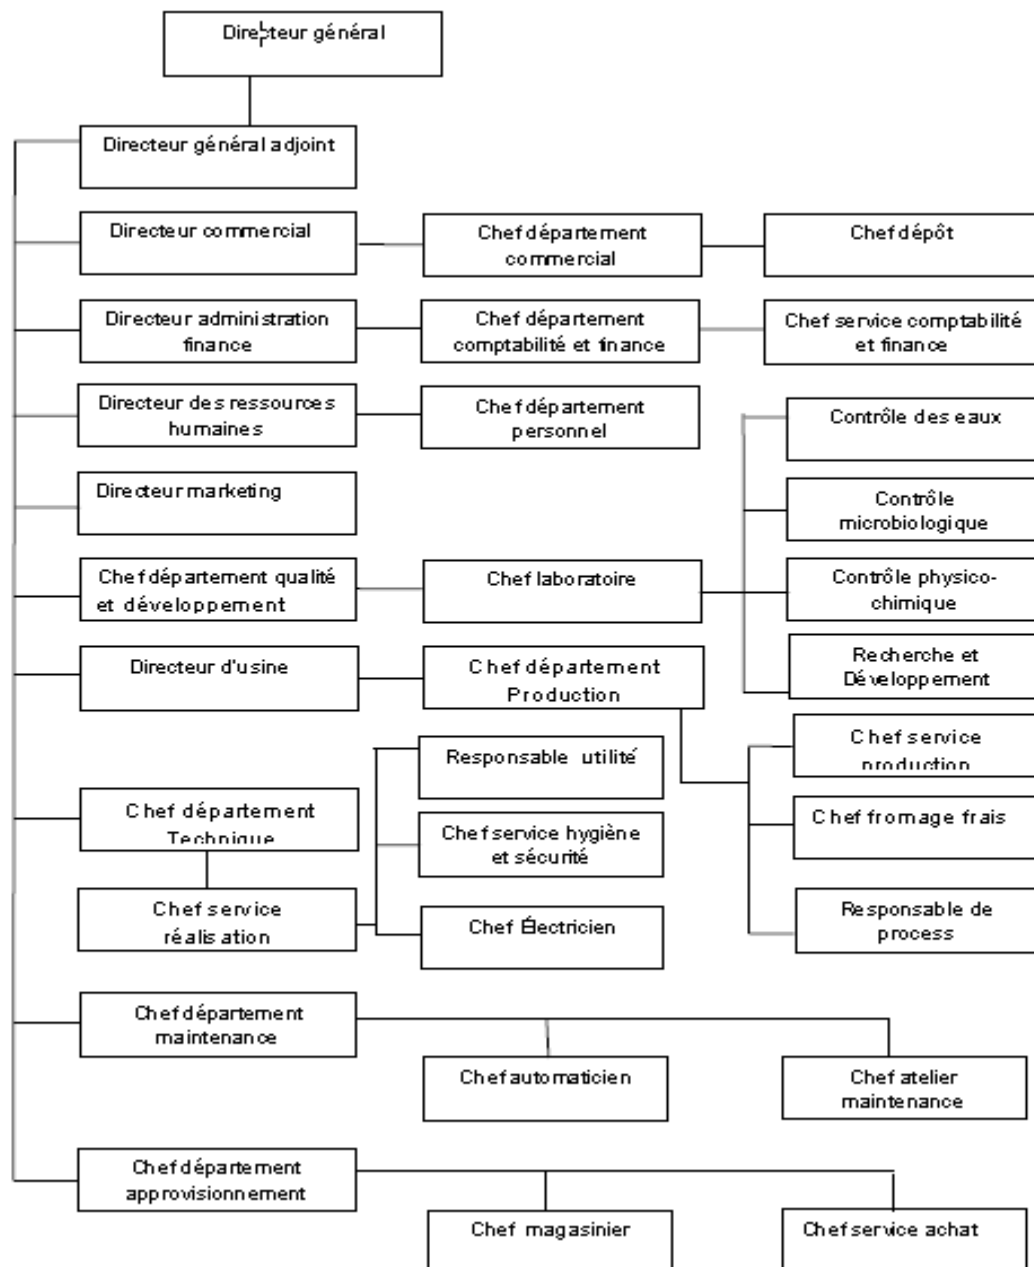 Directeur général
Directeur général adjoint
Directeur commercial
Chef département
commercial
Chef dépôt
Directeur administration
finance
Chef département
comptabilité et finance
Chef service comptabilité
et finance
Directeur des ressources
humaines
Chef département
personnel
Contrôle des eaux
Directeur marketing
Contrôle
microbiologique
Chef département qualité
et développement
Chef laboratoire
Contrôle physico-
chimique
Directeur d'usine
Chef département
Production
Recherche et
Développement
Responsable utilité
Chef service
production
Chef département
Technique
Chef service hygiène
et sécurité
Chef fromage frais
Chef service
réalisation
Chef Électricien
Responsable de
process
Chef département
maintenance
Chef automaticien
Chef atelier
maintenance
Chef département
approvisionnement
Chef magasinier
Chef service achat